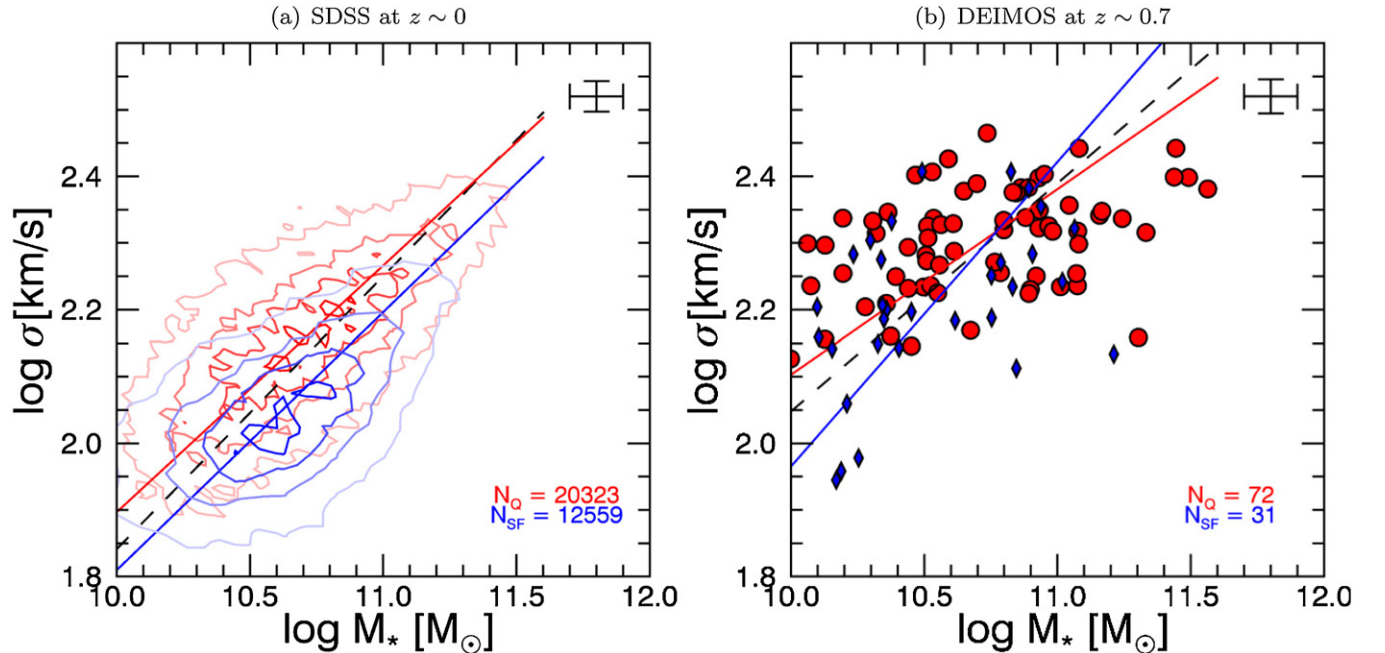 (a) SDSS at z ∼ 0
(b) DEIMOS at z ∼ 0.7
log σ[km/s]
2.4
2.2
2.0
1.8
N_Q = 20323
N_SF = 12559
10.0 10.5 11.0 11.5 12.0
log M_* [M_⊙]
log σ[km/s]
2.4
2.2
2.0
1.8
N_Q = 72
N_SF = 31
10.0 10.5 11.0 11.5 12.0
log M_* [M_⊙]